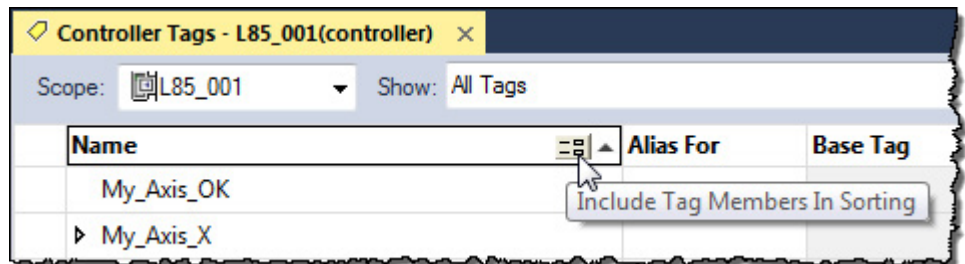 Controller Tags - L85_001(controller) ×
Scope: L85_001 Show: All Tags
Name Alias For Base Tag
My_Axis_OK
Include Tag Members In Sorting
My_Axis_X